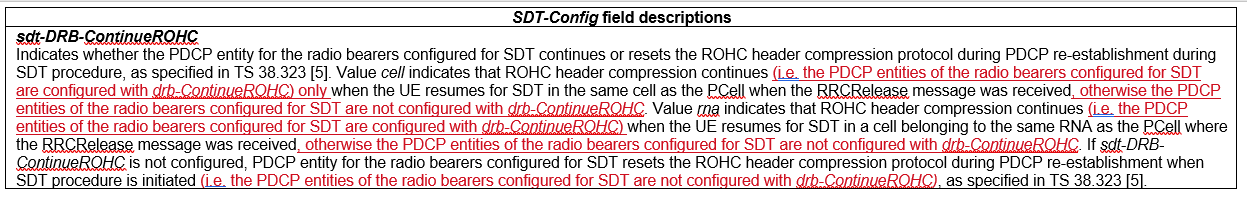 SDT-Config field descriptions
sdt-DRB-ContinueROHC
Indicates whether the PDCP entity for the radio bearers configured for SDT continues or resets the ROHC header compression protocol during PDCP re-establishment during
SDT procedure, as specified in TS 38.323 [5]. Value cell indicates that ROHC header compression continues (i.e. the PDCP entities of the radio bearers configured for SDT
are configured with drb-ContinueROHC) only when the UE resumes for SDT in the same cell as the PCell when the RRCRelease message was received, otherwise the PDCP
entities of the radio bearers configured for SDT are not configured with drb-ContinueROHC. Value rna indicates that ROHC header compression continues (i.e. the PDCP
entities of the radio bearers configured for SDT are configured with drb-ContinueROHC) when the UE resumes for SDT in a cell belonging to the same RNA as the PCell where
the RRCRelease message was received, otherwise the PDCP entities of the radio bearers configured for SDT are not configured with drb-ContinueROHC. If sdt-DRB-
ContinueROHC is not configured, PDCP entity for the radio bearers configured for SDT resets the ROHC header compression protocol during PDCP re-establishment when
SDT procedure is initiated (i.e. the PDCP entities of the radio bearers configured for SDT are not configured with drb-ContinueROHC), as specified in TS 38.323 [5].